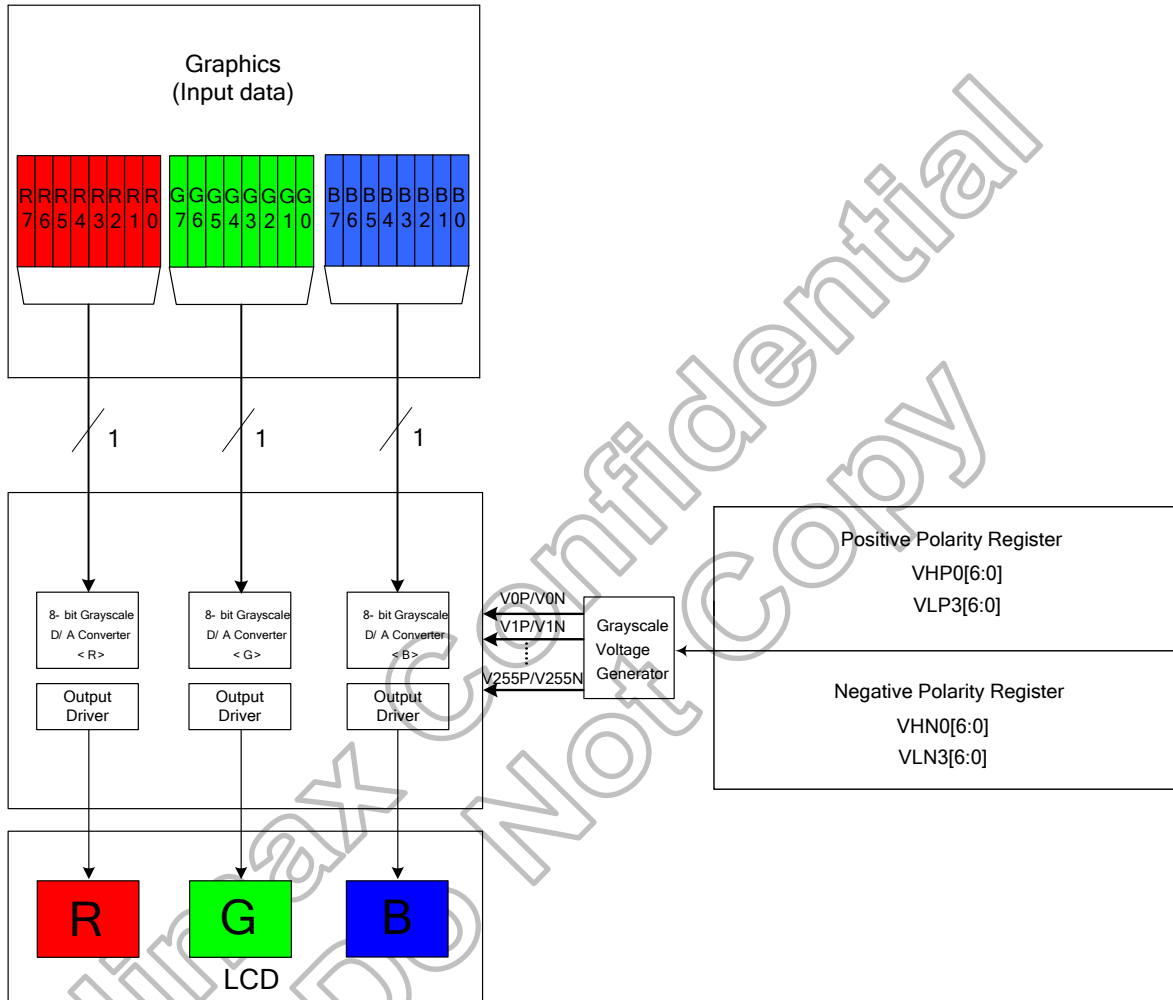 Graphics
(Input data)
R7 R6 R5 R4 R3 R2 R1 R0
G7 G6 G5 G4 G3 G2 G1 G0
B7 B6 B5 B4 B3 B2 B1 B0
1 1 1
8- bit Grayscale
D/ A Converter
< R>
8- bit Grayscale
D/ A Converter
< G>
8- bit Grayscale
D/ A Converter
< B>
V0P/V0N
V1P/V1N
V255P/V255N
Grayscale
Voltage
Generator
Positive Polarity Register
VHP0[6:0]
VLP3[6:0]
Negative Polarity Register
VHN0[6:0]
VLN3[6:0]
Output
Driver
Output
Driver
Output
Driver
R G B
LCD
Confidential
Do Not Copy